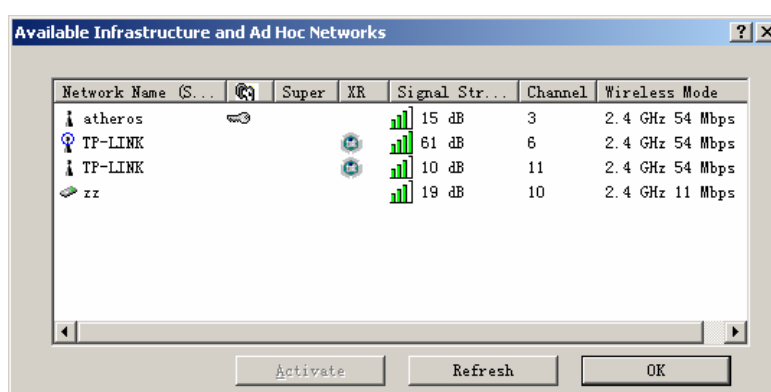 Available Infrastructure and Ad Hoc Networks
Network Name (S... Super XR Signal Str... Channel Wireless Mode
atheros 15 dB 3 2.4 GHz 54 Mbps
TP-LINK 61 dB 6 2.4 GHz 54 Mbps
TP-LINK 10 dB 11 2.4 GHz 54 Mbps
zz 19 dB 10 2.4 GHz 11 Mbps
Activate Refresh OK